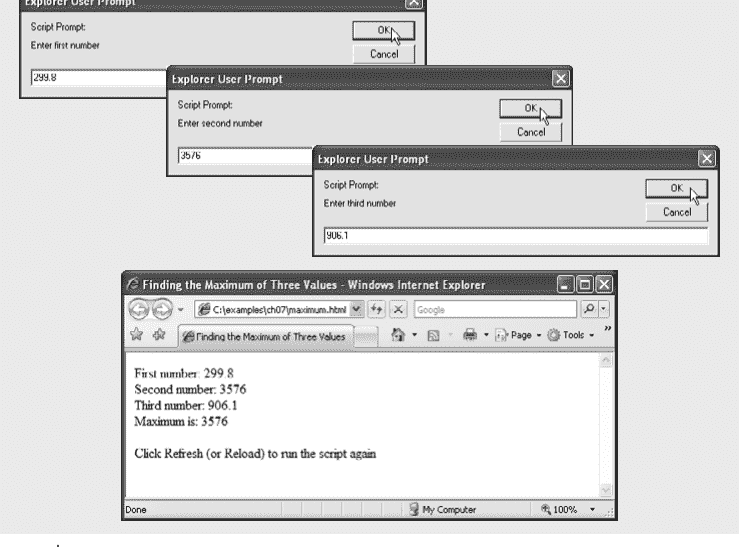 Explorer User Prompt
Script Prompt:
Enter first number
OK
Cancel
299.8
Explorer User Prompt
Script Prompt:
Enter second number
OK
Cancel
3576
Explorer User Prompt
Script Prompt:
Enter third number
OK
Cancel
906.1
Finding the Maximum of Three Values - Windows Internet Explorer
C:\examples\ch07\maximum.html
Google
Finding the Maximum of Three Values
Page
Tools
First number: 299.8
Second number: 3576
Third number: 906.1
Maximum is: 3576
Click Refresh (or Reload) to run the script again
Done
My Computer
100%